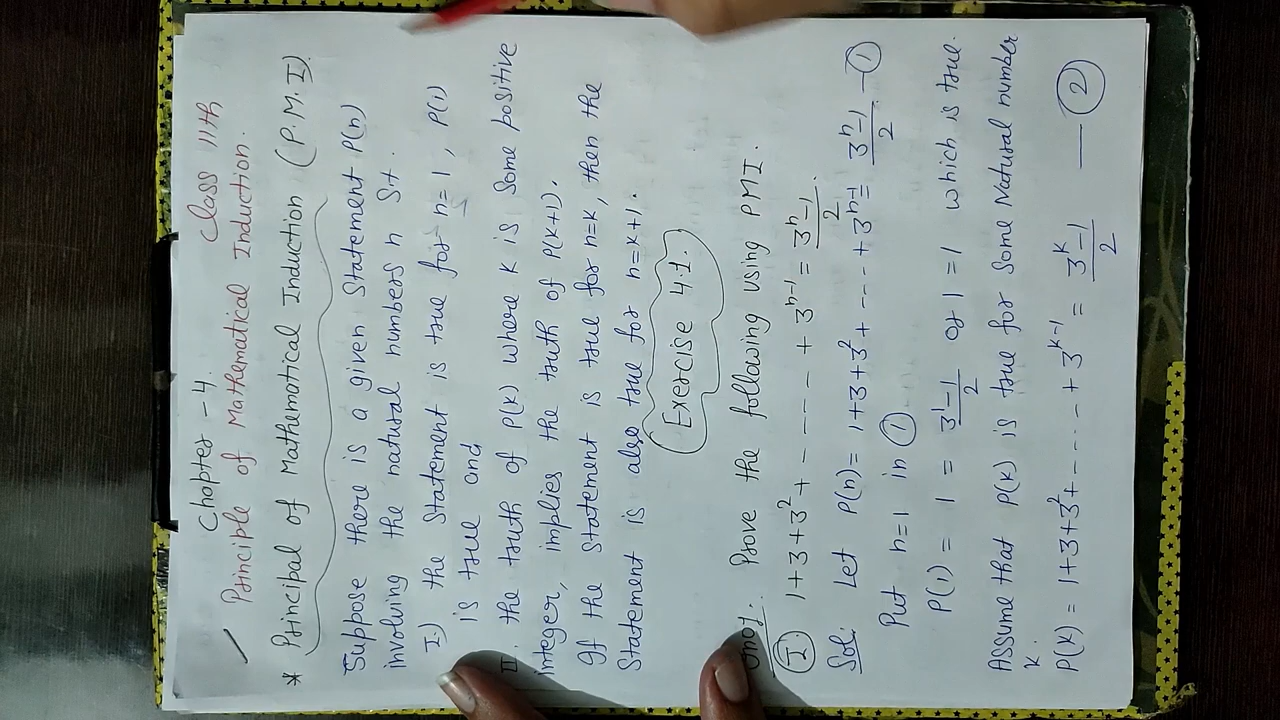 Chapter - 4. Class 11th
Principle of Mathematical Induction.
* Principal of Mathematical Induction (P.M.I)
Suppose there is a given Statement P(n)
involving the natural numbers n S.t.
I.) the Statement is true for n=1, P(1)
is true and
II. the truth of P(k) where k is Some positive
integer, implies the truth of P(k+1).
If the Statement is true for n=k, then the
Statement is also true for n=k+1.
(Exercise 4.1.)
Prove the following using PMI.
(I) 1+3+3²+ - - - - + 3ⁿ⁻¹ = 3ⁿ-1/2
Sol. Let P(n)= 1+3+3²+ ---- +3ⁿ⁻¹= 3ⁿ-1/2 —①
Put n=1 in ①
P(1) = 1 = 3¹-1/2 or 1=1 which is true.
Assume that P(k) is true for Some Natural number
k.
P(k) = 1+3+3²+----- +3ᵏ⁻¹ = 3ᵏ-1/2 —②